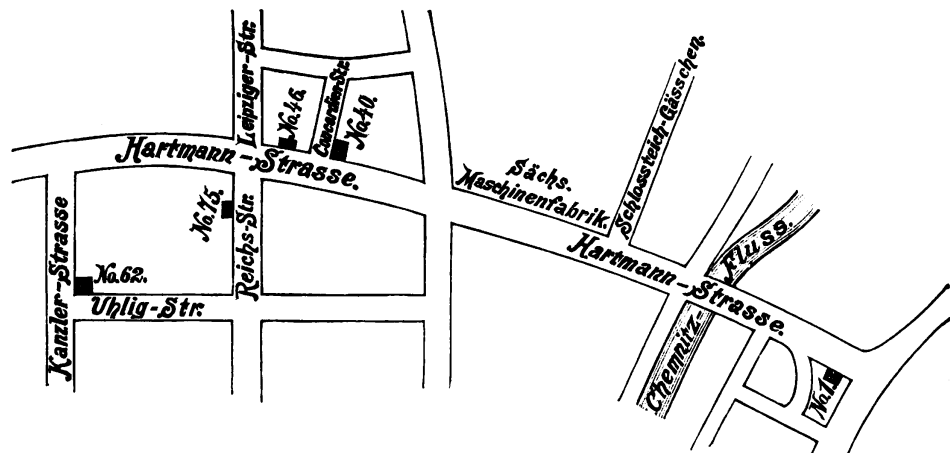 Leipziger-Str.
Concordien-Str.
No.46.
No.40.
Hartmann-Strasse.
Sächs.
Maschinenfabrik.
Schlossteich-Gässchen.
No.75.
Reichs-Str.
Kanzler-Strasse
No.62.
Uhlig-Str.
Hartmann-Strasse.
Chemnitz-Fluss.
No.1.